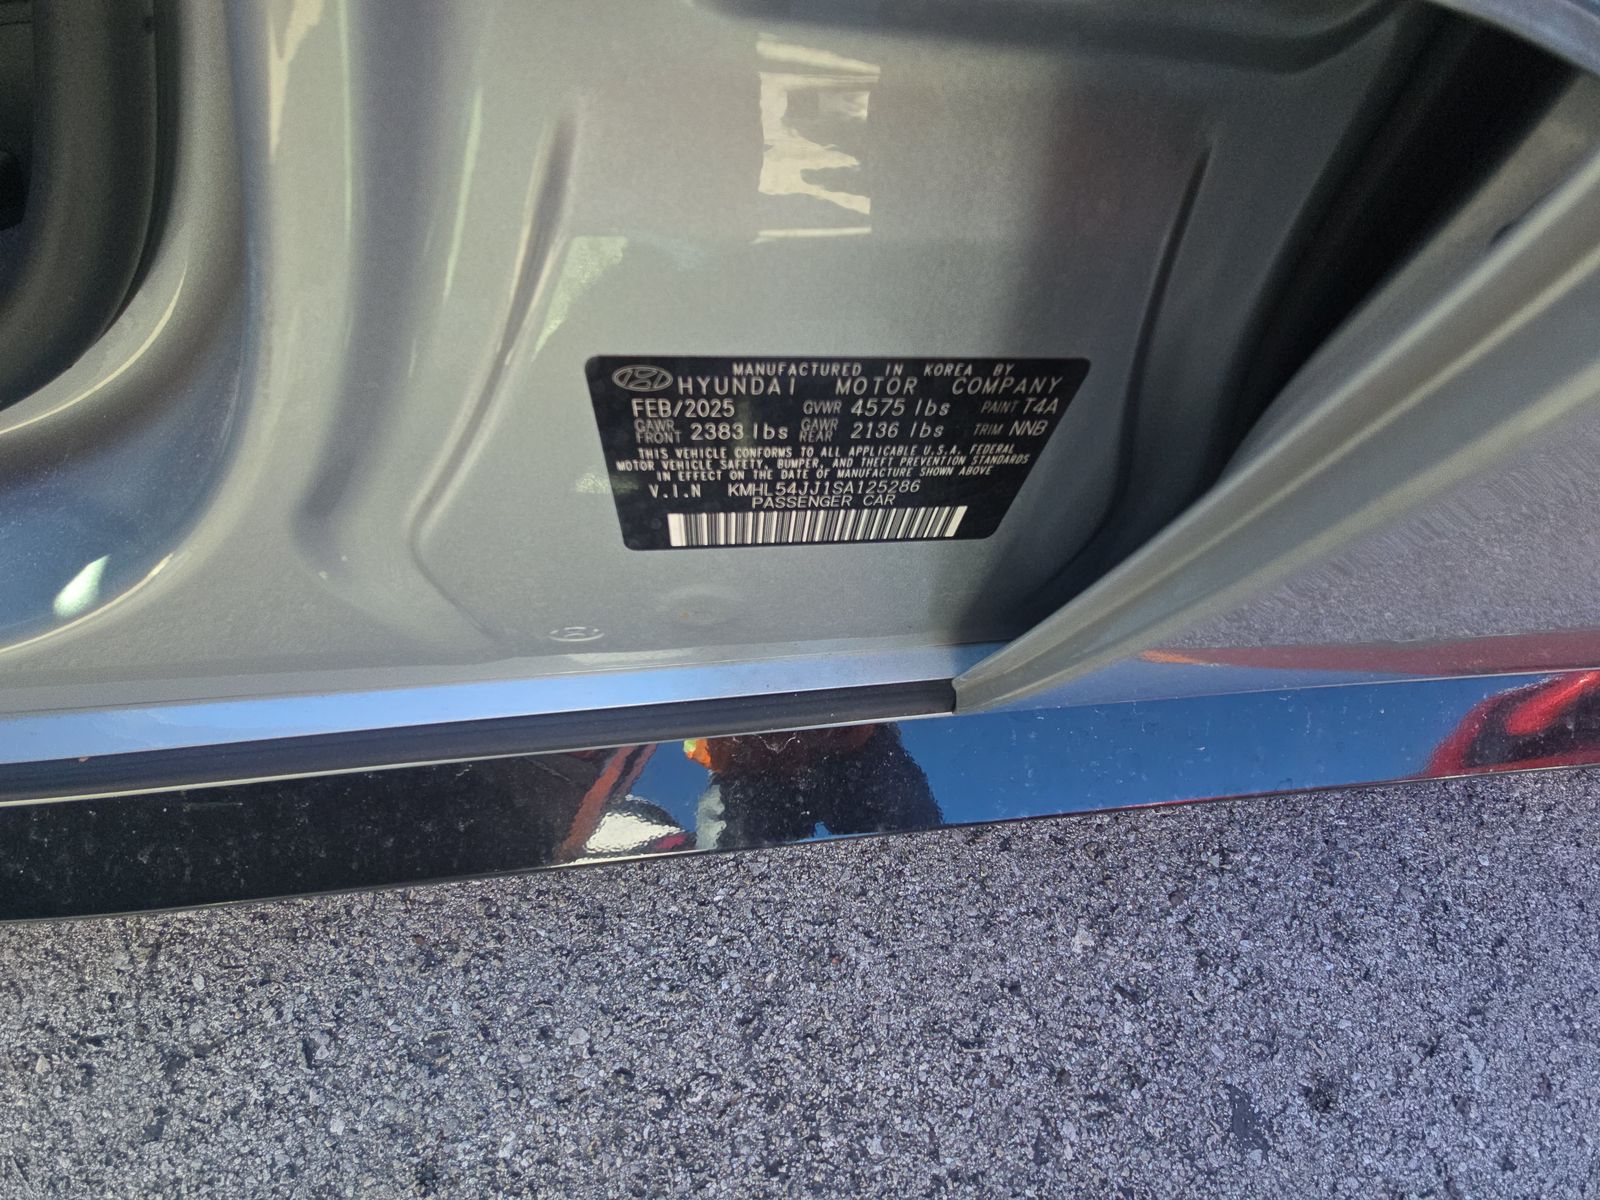 MANUFACTURED IN KOREA BY
HYUNDAI MOTOR COMPANY
FEB/2025 GVWR 4575 lbs PAINT T4A
GAWR FRONT 2383 lbs GAWR REAR 2136 lbs TRIM NNB
THIS VEHICLE CONFORMS TO ALL APPLICABLE U.S.A. FEDERAL
MOTOR VEHICLE SAFETY, BUMPER, AND THEFT PREVENTION STANDARDS
IN EFFECT ON THE DATE OF MANUFACTURE SHOWN ABOVE
V.I.N KMHL54JJ1SA125286
PASSENGER CAR